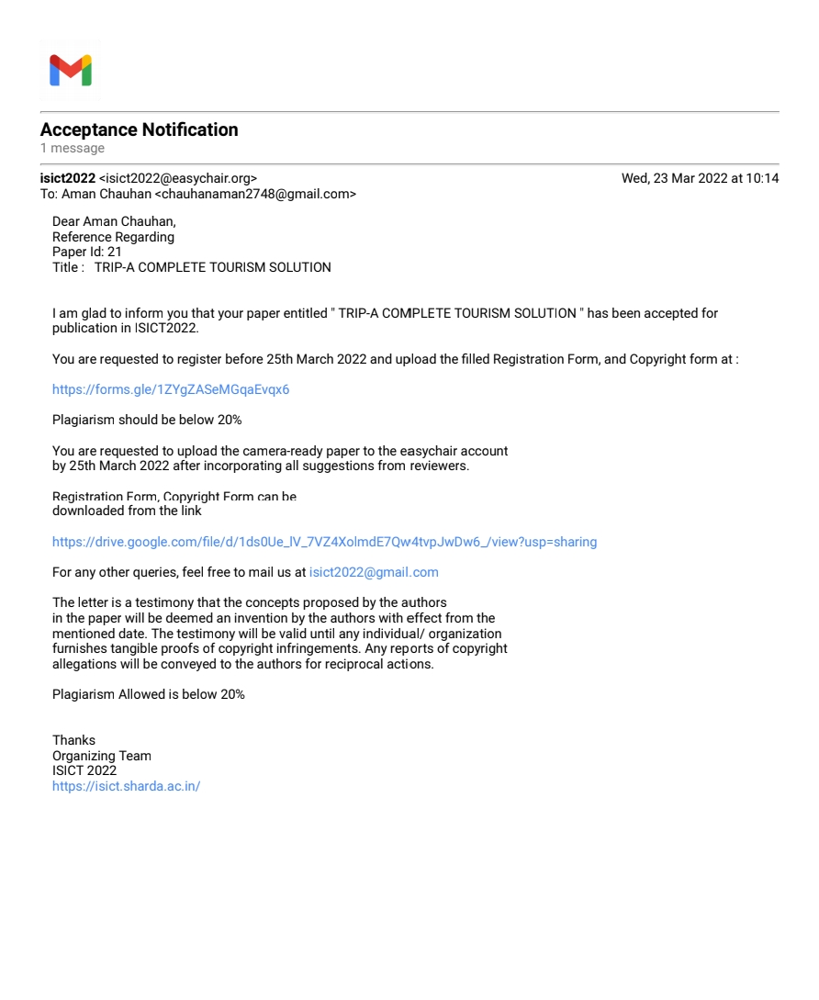 Acceptance Notification
1 message
isict2022 <isict2022@easychair.org> Wed, 23 Mar 2022 at 10:14
To: Aman Chauhan <chauhanaman2748@gmail.com>
Dear Aman Chauhan,
Reference Regarding
Paper Id: 21
Title : TRIP-A COMPLETE TOURISM SOLUTION
I am glad to inform you that your paper entitled " TRIP-A COMPLETE TOURISM SOLUTION " has been accepted for
publication in ISICT2022.
You are requested to register before 25th March 2022 and upload the filled Registration Form, and Copyright form at :
https://forms.gle/1ZYgZASeMGqaEvqx6
Plagiarism should be below 20%
You are requested to upload the camera-ready paper to the easychair account
by 25th March 2022 after incorporating all suggestions from reviewers.
Registration Form, Copyright Form can be
downloaded from the link
https://drive.google.com/file/d/1ds0Ue_lV_7VZ4XolmdE7Qw4tvpJwDw6_/view?usp=sharing
For any other queries, feel free to mail us at isict2022@gmail.com
The letter is a testimony that the concepts proposed by the authors
in the paper will be deemed an invention by the authors with effect from the
mentioned date. The testimony will be valid until any individual/ organization
furnishes tangible proofs of copyright infringements. Any reports of copyright
allegations will be conveyed to the authors for reciprocal actions.
Plagiarism Allowed is below 20%
Thanks
Organizing Team
ISICT 2022
https://isict.sharda.ac.in/